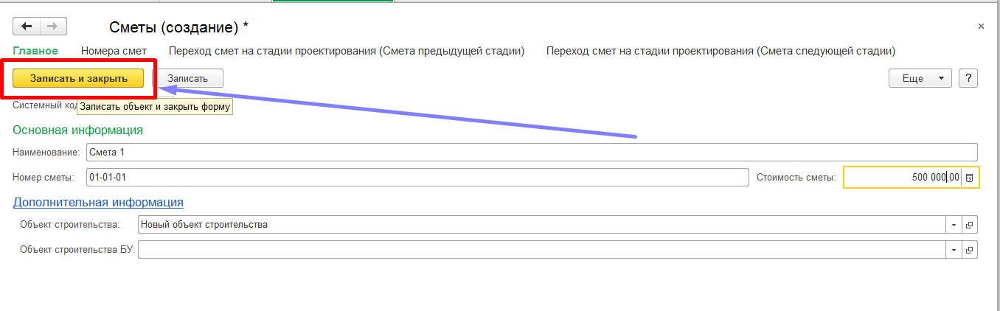 Сметы (создание) *
Главное Номера смет Переход смет на стадии проектирования (Смета предыдущей стадии) Переход смет на стадии проектирования (Смета следующей стадии)
Записать и закрыть Записать Еще ?
Системный код
Записать объект и закрыть форму
Основная информация
Наименование: Смета 1
Номер сметы: 01-01-01 Стоимость сметы: 500 000,00
Дополнительная информация
Объект строительства: Новый объект строительства
Объект строительства БУ: